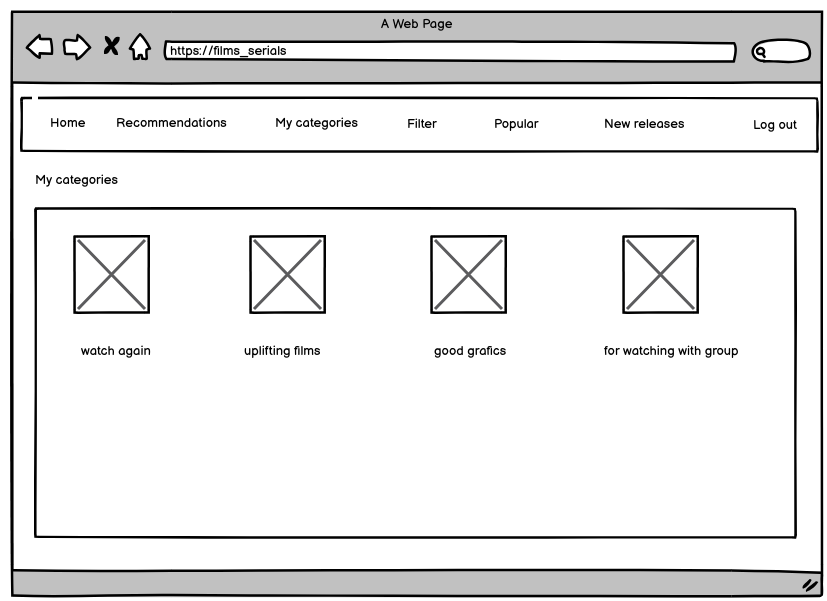 A Web Page
https://films_serials
Home Recommendations My categories Filter Popular New releases Log out
My categories
watch again uplifting films good grafics for watching with group